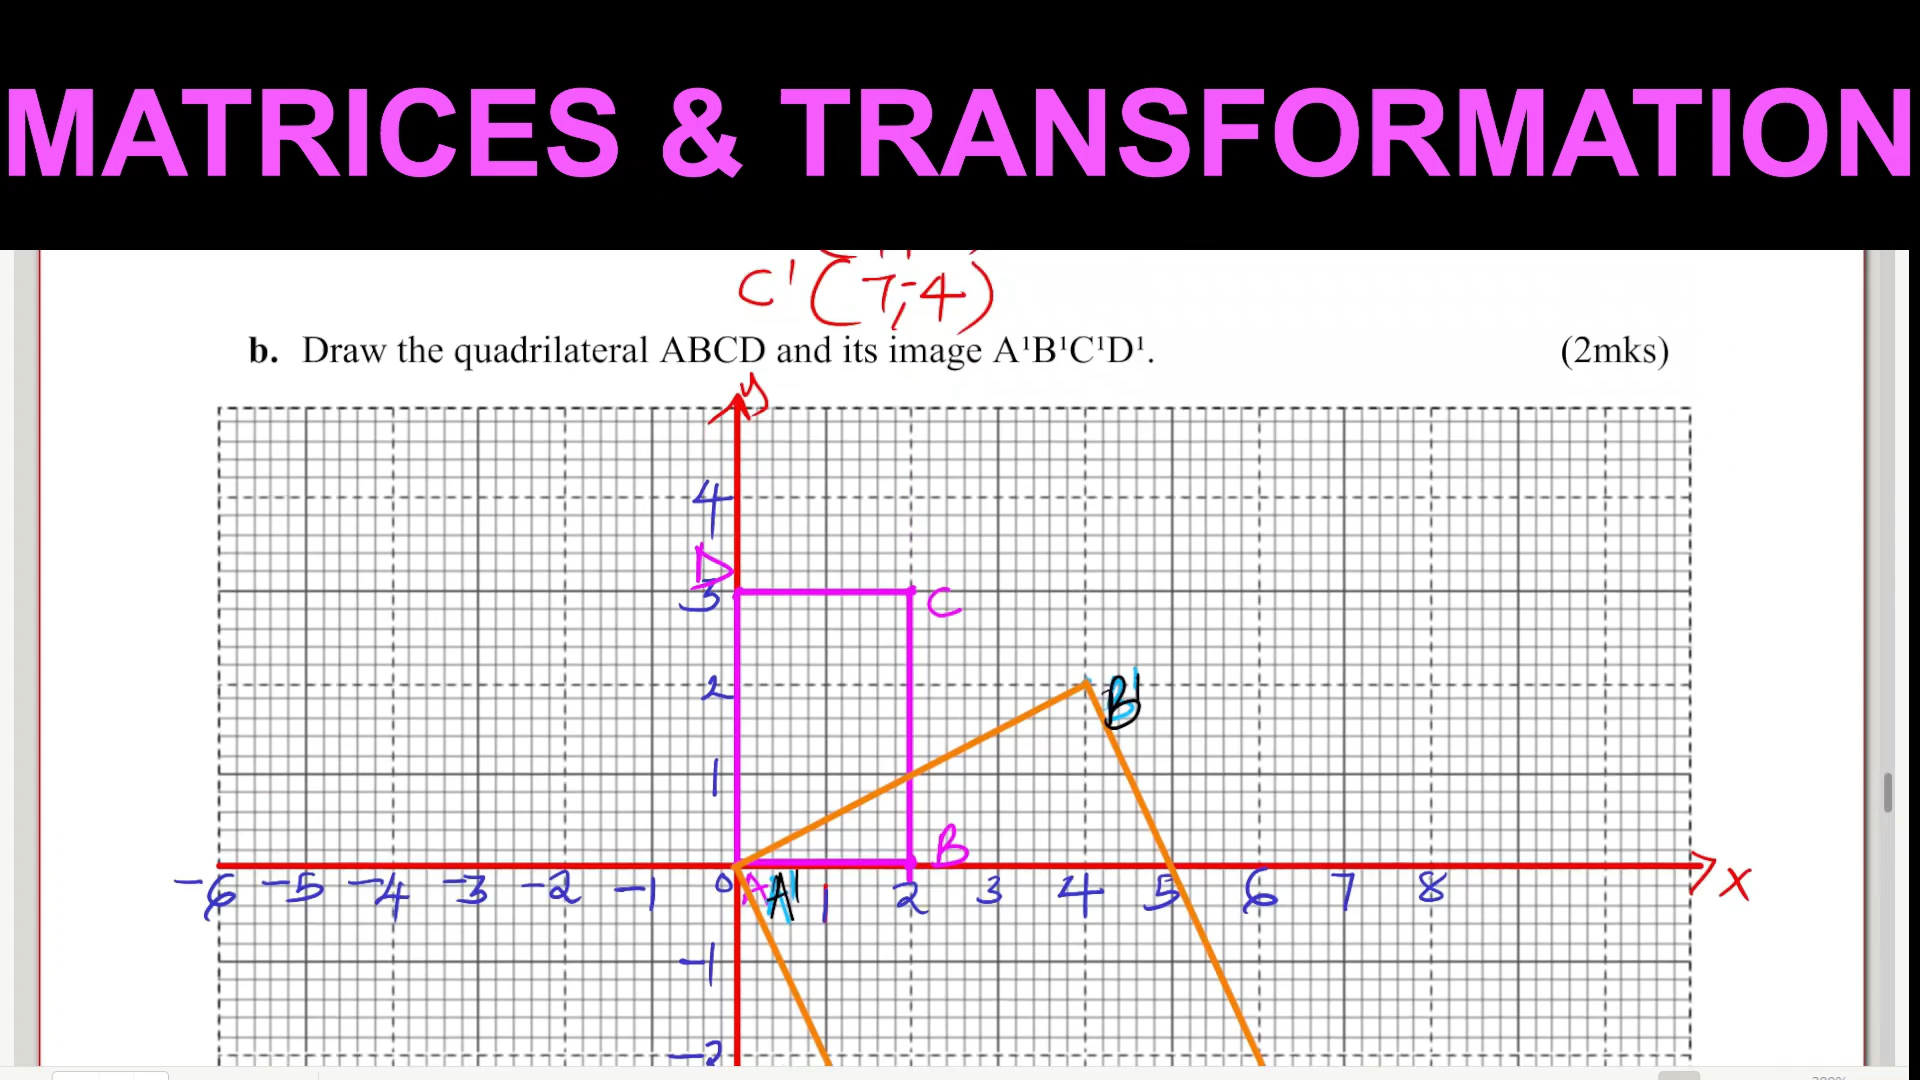 MATRICES & TRANSFORMATION
C' (7,-4)
b. Draw the quadrilateral ABCD and its image A¹B¹C¹D¹. (2mks)
y
4
D
3
C
2
B'
1
B
-6 -5 -4 -3 -2 -1 0 A A' 1 2 3 4 5 6 7 8 x
-1
-2